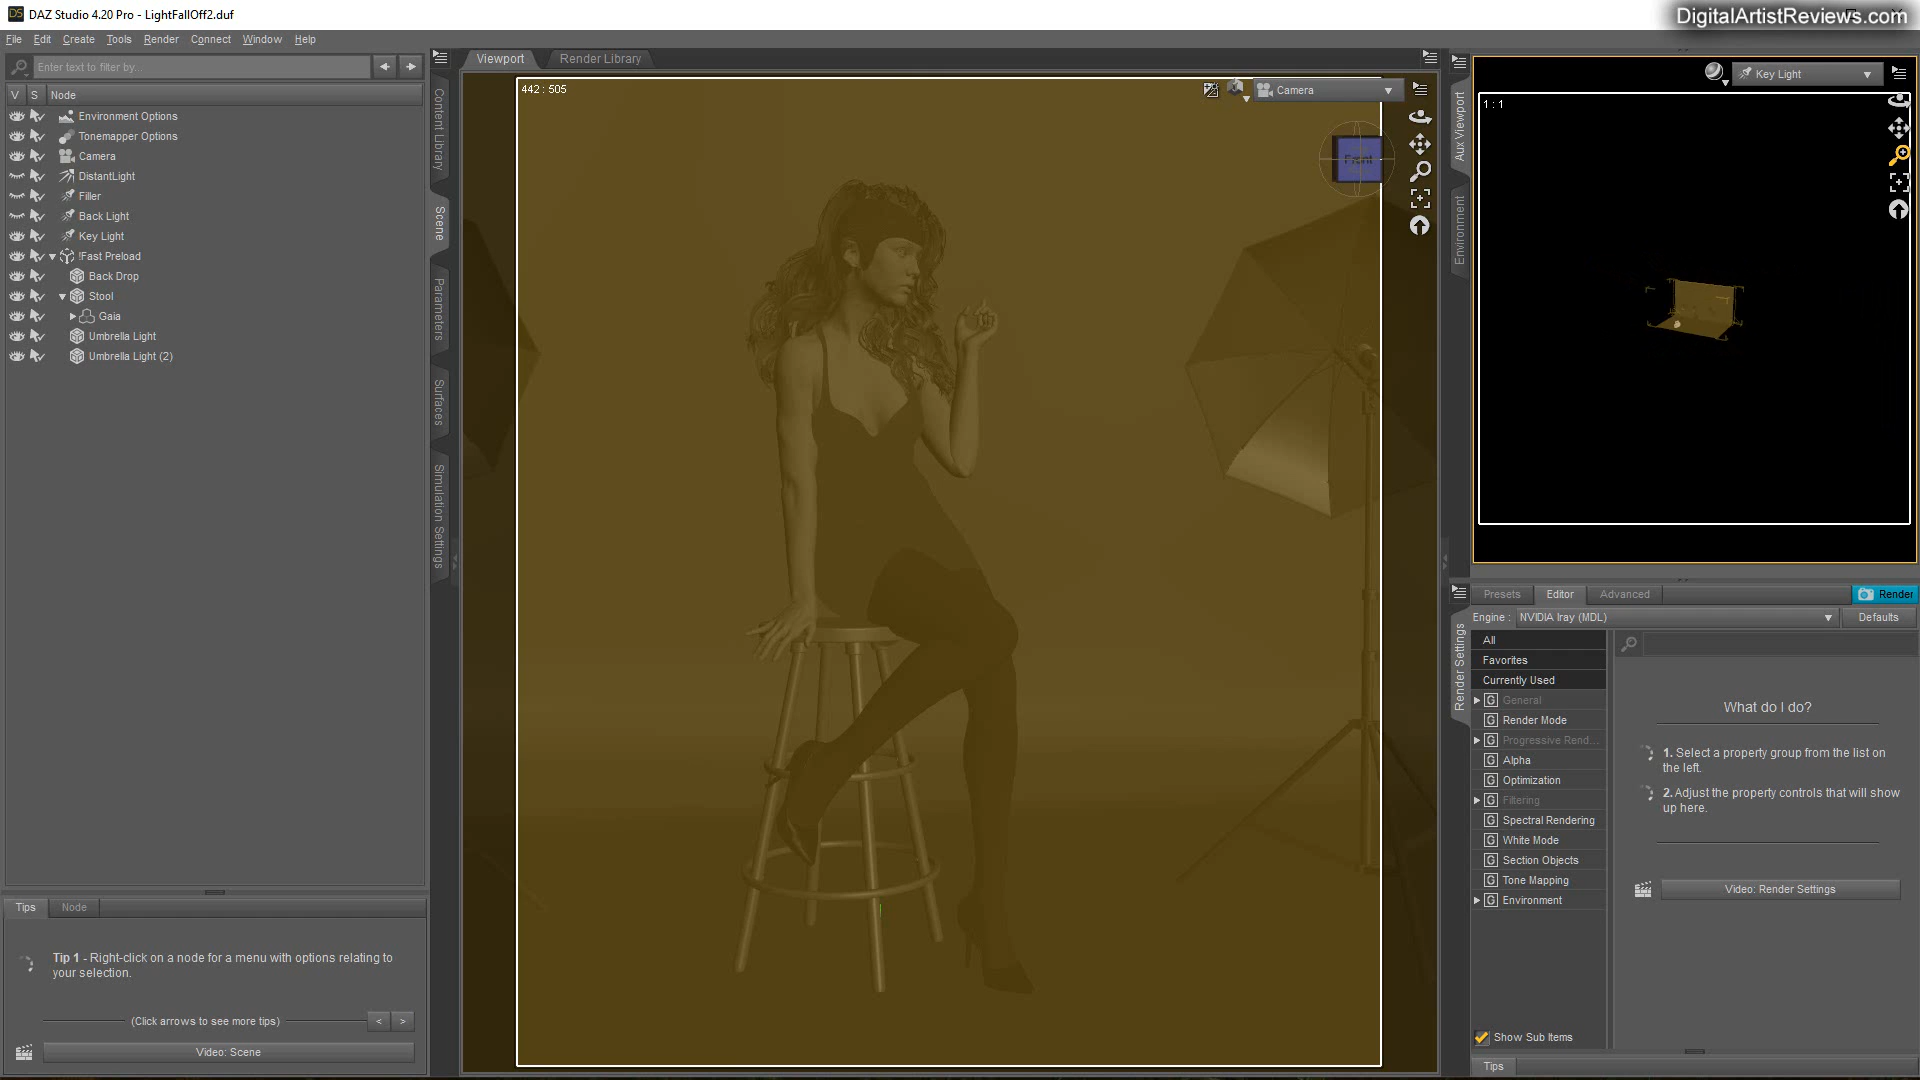 DAZ Studio 4.20 Pro - LightFallOff2.duf
DigitalArtistReviews.com
File Edit Create Tools Render Connect Window Help
Enter text to filter by...
V S Node
Environment Options
Tonemapper Options
Camera
DistantLight
Filler
Back Light
Key Light
!Fast Preload
Back Drop
Stool
Gaia
Umbrella Light
Umbrella Light (2)
Tips Node
Tip 1 - Right-click on a node for a menu with options relating to
your selection.
(Click arrows to see more tips)
< >
Video: Scene
Content Library
Scene
Parameters
Surfaces
Simulation Settings
Viewport Render Library
442 : 505
Camera
Front
Aux Viewport
Environment
Key Light
1 : 1
Render Settings
Presets Editor Advanced Render
Engine : NVIDIA Iray (MDL) Defaults
All
Favorites
Currently Used
G General
G Render Mode
G Progressive Rend...
G Alpha
G Optimization
G Filtering
G Spectral Rendering
G White Mode
G Section Objects
G Tone Mapping
G Environment
What do I do?
1. Select a property group from the list on
the left.
2. Adjust the property controls that will show
up here.
Video: Render Settings
Show Sub Items
Tips